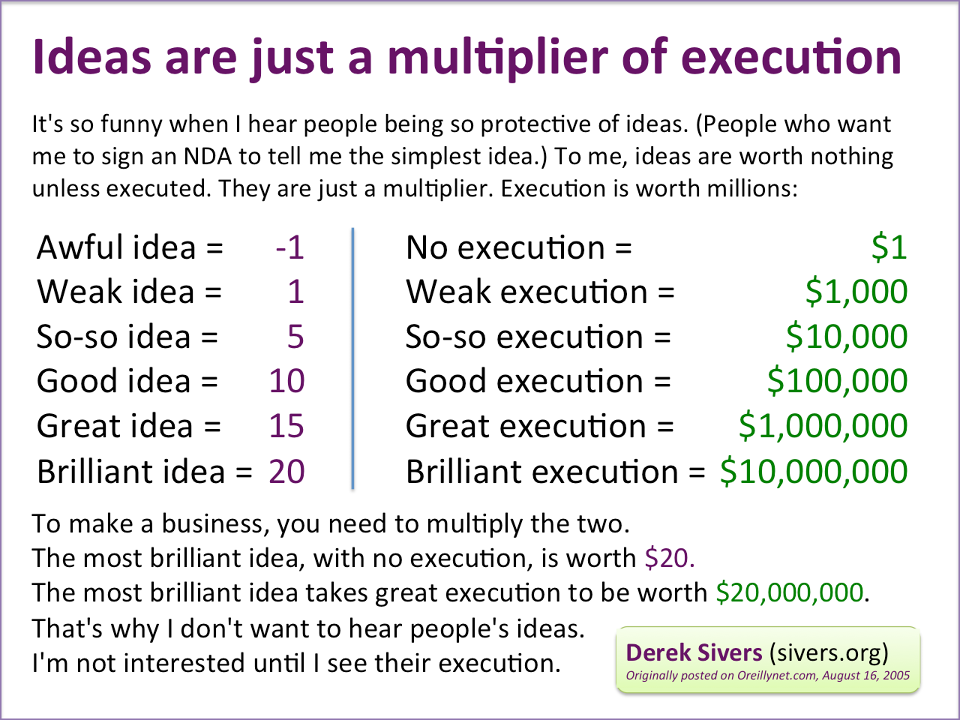 Ideas are just a multiplier of execution
It's so funny when I hear people being so protective of ideas. (People who want
me to sign an NDA to tell me the simplest idea.) To me, ideas are worth nothing
unless executed. They are just a multiplier. Execution is worth millions:
Awful idea = -1
Weak idea = 1
So-so idea = 5
Good idea = 10
Great idea = 15
Brilliant idea = 20
No execution = $1
Weak execution = $1,000
So-so execution = $10,000
Good execution = $100,000
Great execution = $1,000,000
Brilliant execution = $10,000,000
To make a business, you need to multiply the two.
The most brilliant idea, with no execution, is worth $20.
The most brilliant idea takes great execution to be worth $20,000,000.
That's why I don't want to hear people's ideas.
I'm not interested until I see their execution.
Derek Sivers (sivers.org)
Originally posted on Oreillynet.com, August 16, 2005